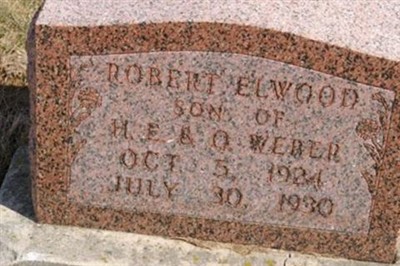 ROBERT ELWOOD
SON OF
H. E. & O. WEBER
OCT 5, 1924
JULY 30, 1930